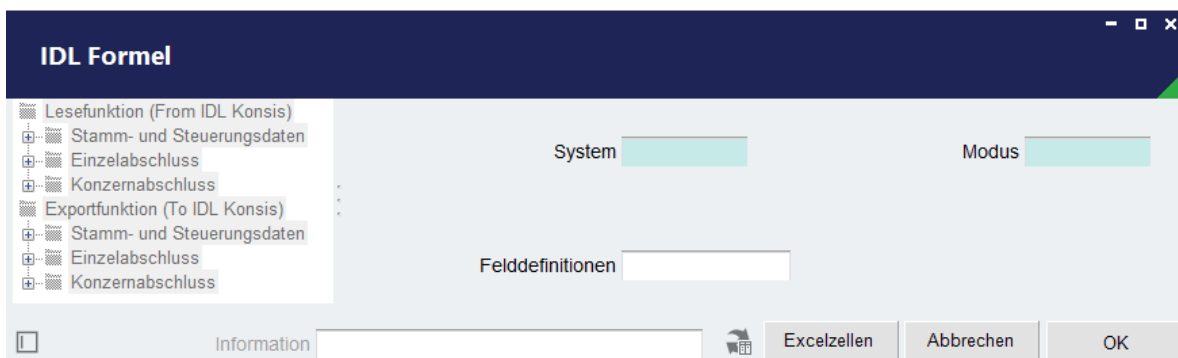 IDL Formel
Lesefunktion (From IDL Konsis)
Stamm- und Steuerungsdaten
Einzelabschluss
Konzernabschluss
Exportfunktion (To IDL Konsis)
Stamm- und Steuerungsdaten
Einzelabschluss
Konzernabschluss
System
Modus
Felddefinitionen
Information
Excelzellen
Abbrechen
OK